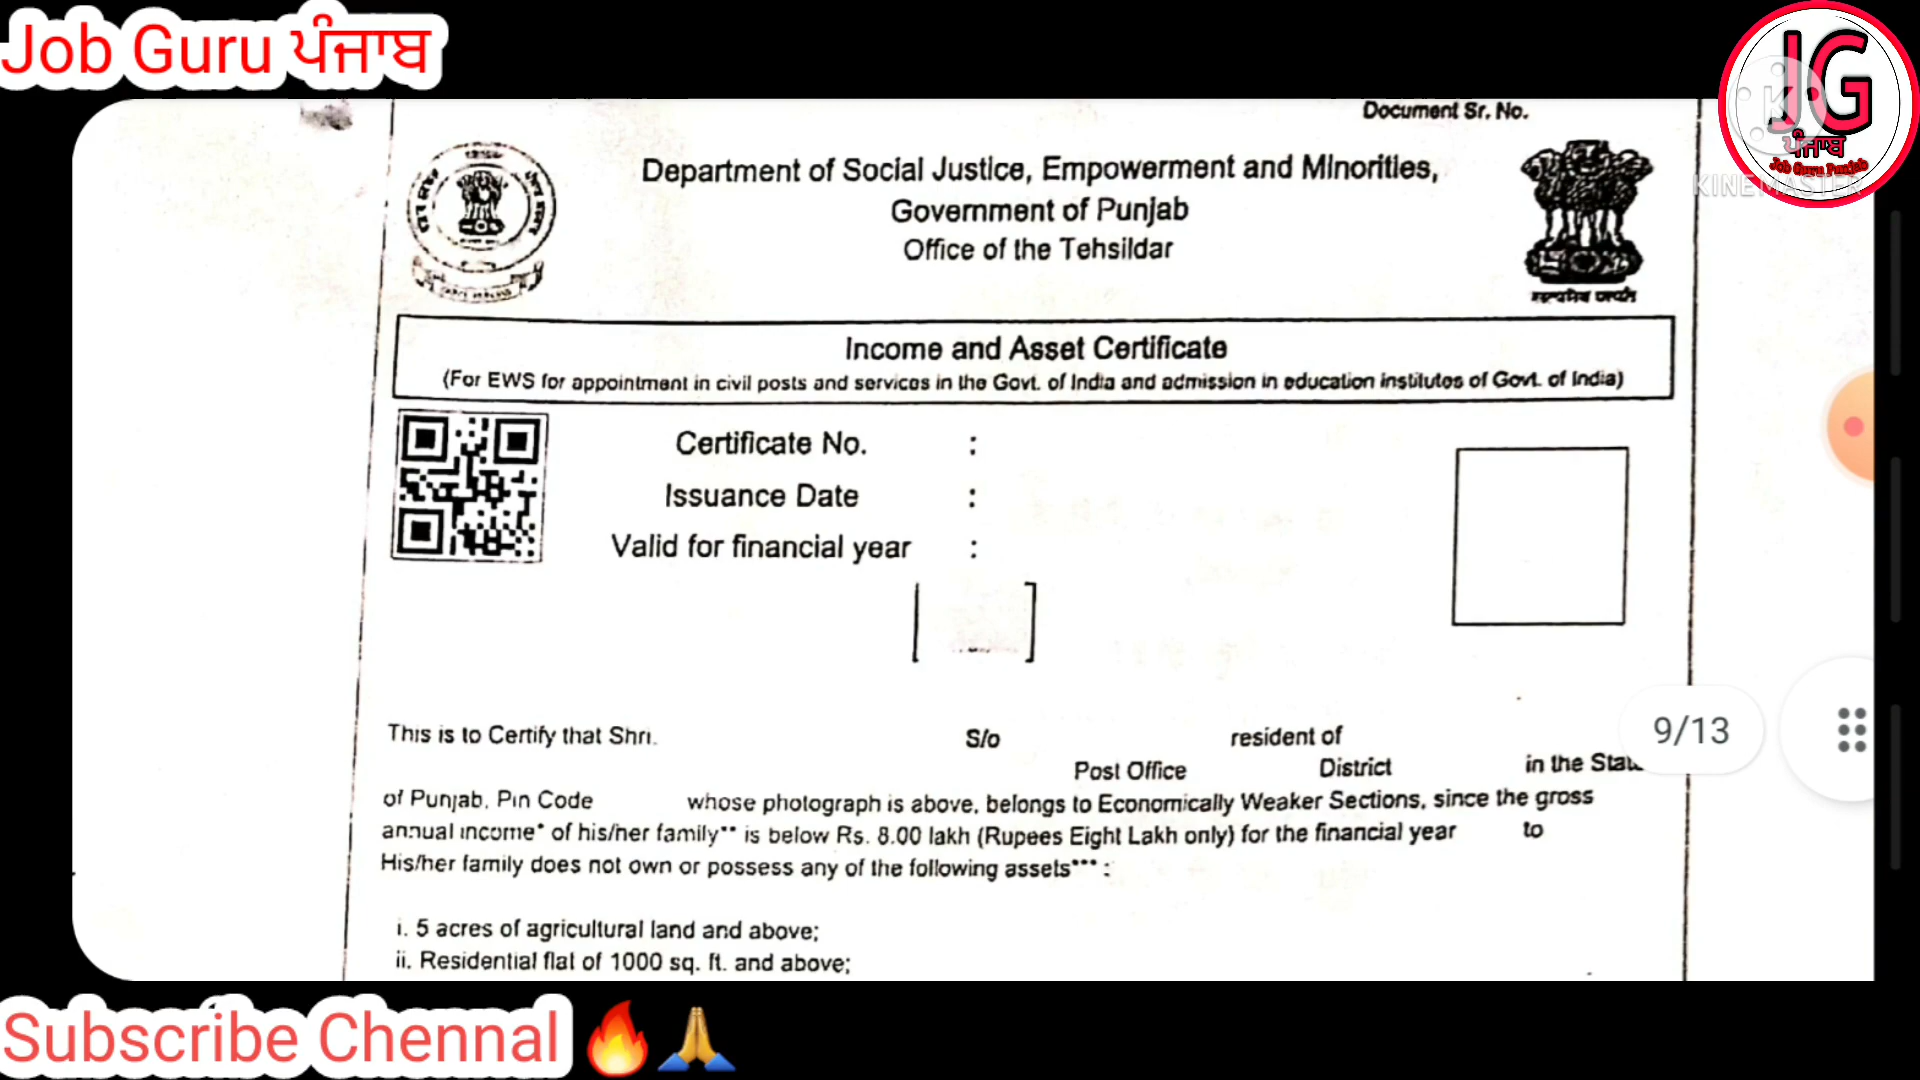 Job Guru ਪੰਜਾਬ
JG
ਪੰਜਾਬ
Job Guru Punjab
KINEMASTER
Document Sr. No.
Department of Social Justice, Empowerment and Minorities,
Government of Punjab
Office of the Tehsildar
Income and Asset Certificate
(For EWS for appointment in civil posts and services in the Govt. of India and admission in education institutes of Govt. of India)
Certificate No. :
Issuance Date :
Valid for financial year :
[ ]
This is to Certify that Shri. S/o resident of
Post Office District in the State
of Punjab, Pin Code whose photograph is above, belongs to Economically Weaker Sections, since the gross
annual income* of his/her family** is below Rs. 8.00 lakh (Rupees Eight Lakh only) for the financial year to
His/her family does not own or possess any of the following assets*** :
i. 5 acres of agricultural land and above;
ii. Residential flat of 1000 sq. ft. and above;
9/13
Subscribe Chennal 🔥🙏